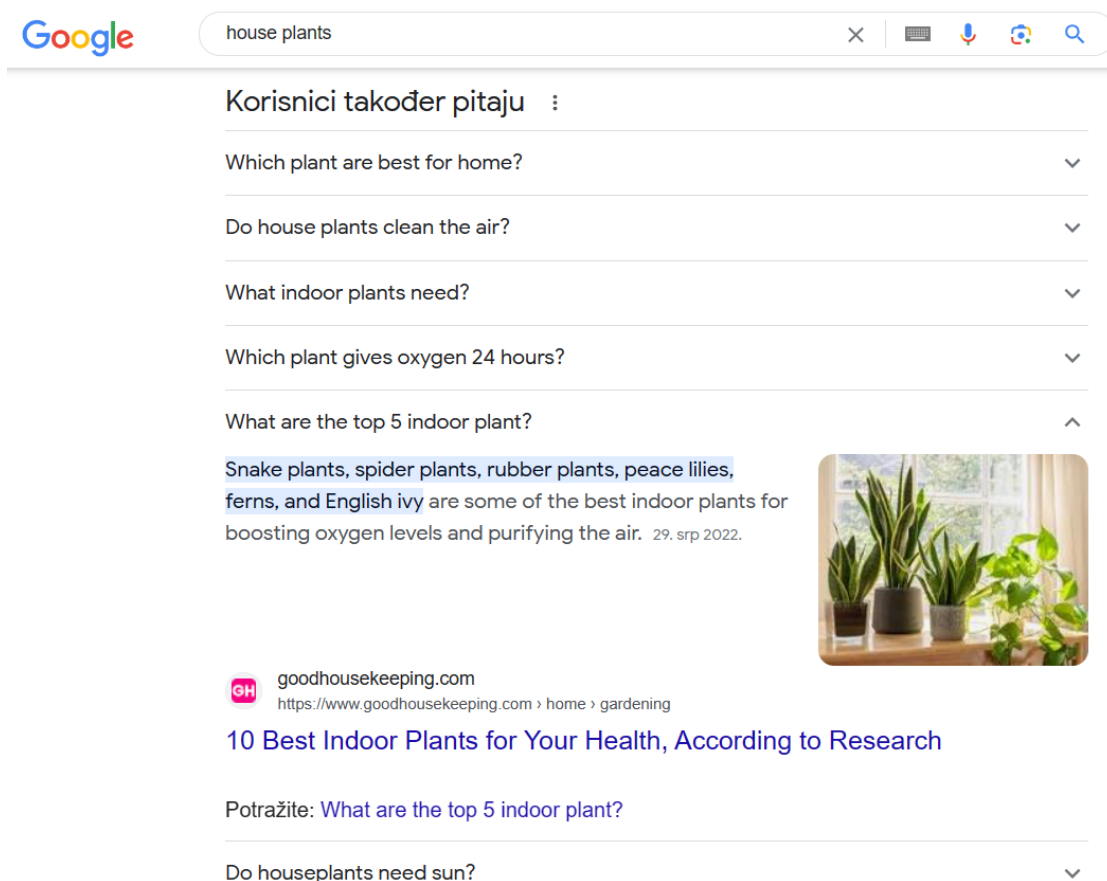 Google
house plants
Korisnici također pitaju
Which plant are best for home?
Do house plants clean the air?
What indoor plants need?
Which plant gives oxygen 24 hours?
What are the top 5 indoor plant?
Snake plants, spider plants, rubber plants, peace lilies,
ferns, and English ivy are some of the best indoor plants for
boosting oxygen levels and purifying the air. 29. srp 2022.
GH
goodhousekeeping.com
https://www.goodhousekeeping.com › home › gardening
10 Best Indoor Plants for Your Health, According to Research
Potražite: What are the top 5 indoor plant?
Do houseplants need sun?